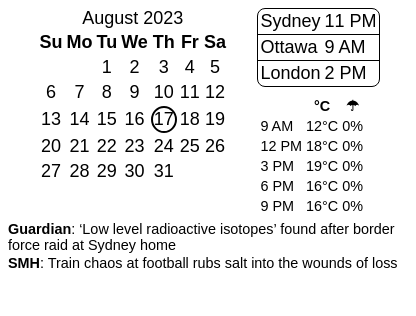 August 2023
Su Mo Tu We Th Fr Sa
1 2 3 4 5
6 7 8 9 10 11 12
13 14 15 16 17 18 19
20 21 22 23 24 25 26
27 28 29 30 31
Sydney 11 PM
Ottawa 9 AM
London 2 PM
°C ☂
9 AM 12°C 0%
12 PM 18°C 0%
3 PM 19°C 0%
6 PM 16°C 0%
9 PM 16°C 0%
Guardian: ‘Low level radioactive isotopes’ found after border
force raid at Sydney home
SMH: Train chaos at football rubs salt into the wounds of loss